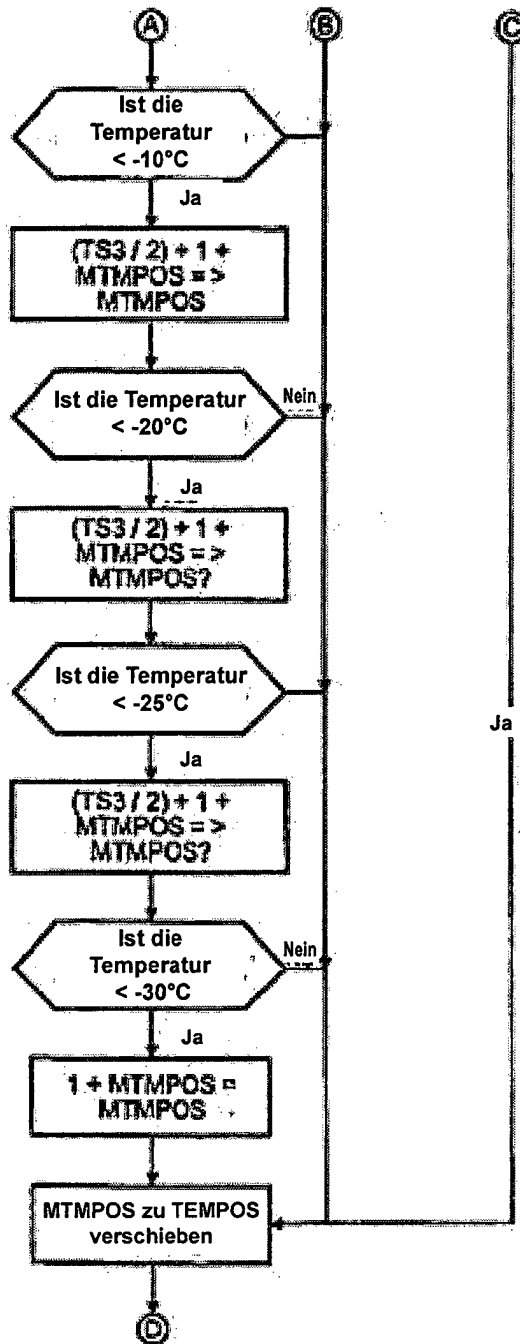 A
B
C
Ist die
Temperatur
< -10°C
Ja
(TS3 / 2) + 1 +
MTMPOS = >
MTMPOS
Ist die Temperatur
< -20°C
Nein
Ja
(TS3 / 2) + 1 +
MTMPOS = >
MTMPOS?
Ist die Temperatur
< -25°C
Ja
Ja
(TS3 / 2) + 1 +
MTMPOS = >
MTMPOS?
Ist die
Temperatur
< -30°C
Nein
Ja
1 + MTMPOS =
MTMPOS
MTMPOS zu TEMPOS
verschieben
D